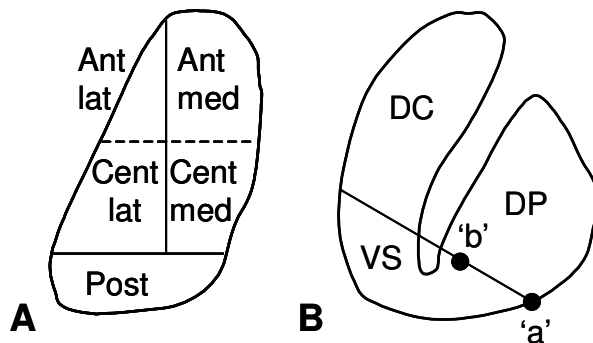 Ant
lat
Ant
med
Cent
lat
Cent
med
Post
A
DC
DP
VS
'b'
'a'
B